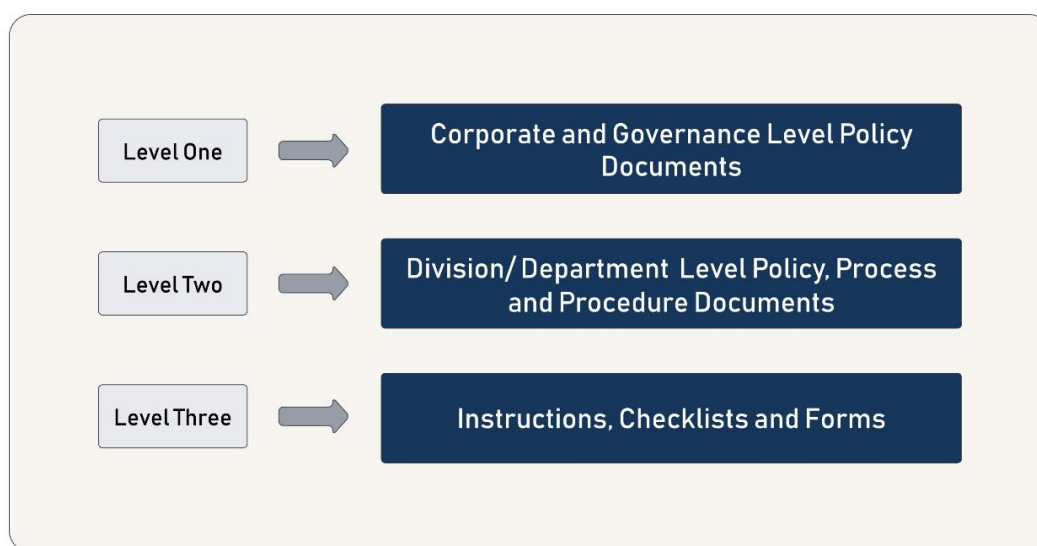 Level One
Corporate and Governance Level Policy
Documents
Level Two
Division/ Department Level Policy, Process
and Procedure Documents
Level Three
Instructions, Checklists and Forms